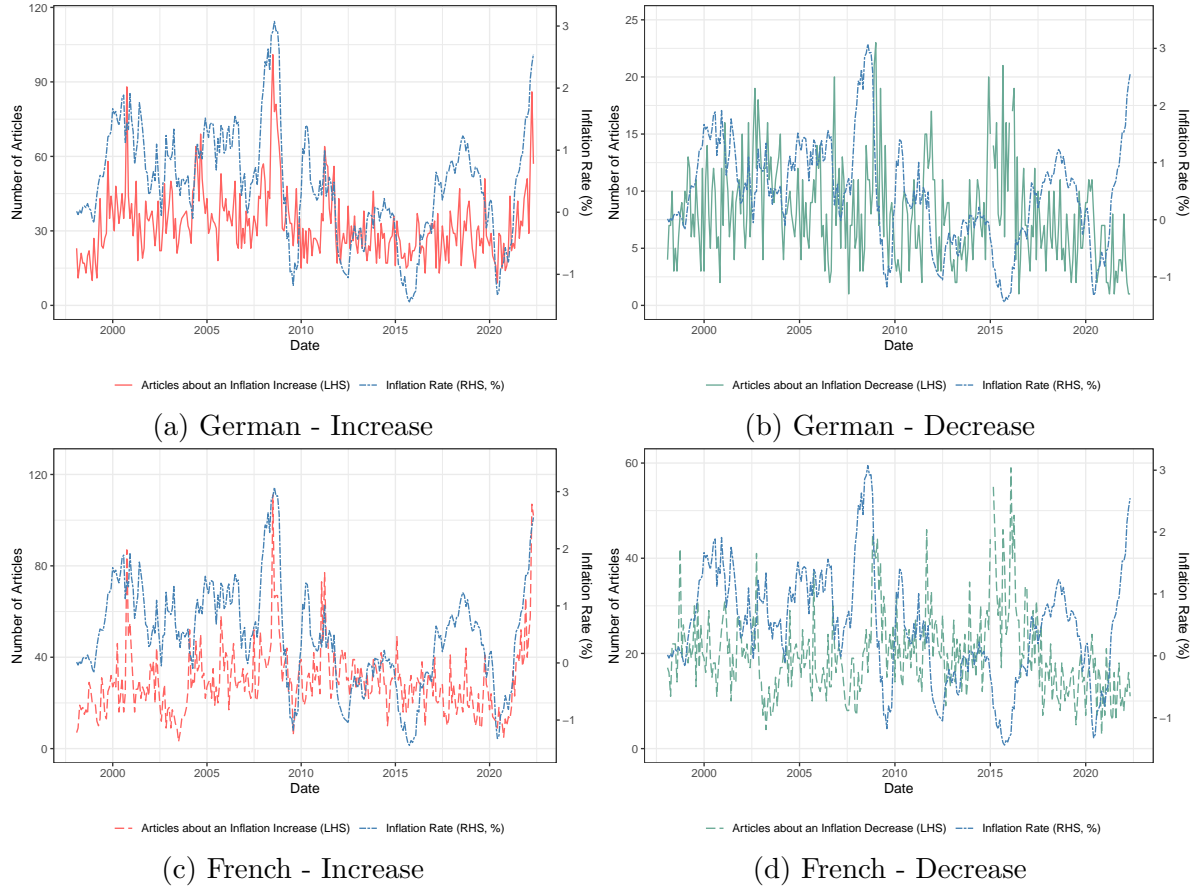 120
90
60
30
0
Number of Articles
3
2
1
0
−1
Inflation Rate (%)
2000 2005 2010 2015 2020
Date
Articles about an Inflation Increase (LHS) Inflation Rate (RHS, %)
(a) German - Increase
25
20
15
10
5
0
Number of Articles
3
2
1
0
−1
Inflation Rate (%)
2000 2005 2010 2015 2020
Date
Articles about an Inflation Decrease (LHS) Inflation Rate (RHS, %)
(b) German - Decrease
120
80
40
0
Number of Articles
3
2
1
0
−1
Inflation Rate (%)
2000 2005 2010 2015 2020
Date
Articles about an Inflation Increase (LHS) Inflation Rate (RHS, %)
(c) French - Increase
60
40
20
0
Number of Articles
3
2
1
0
−1
Inflation Rate (%)
2000 2005 2010 2015 2020
Date
Articles about an Inflation Decrease (LHS) Inflation Rate (RHS, %)
(d) French - Decrease